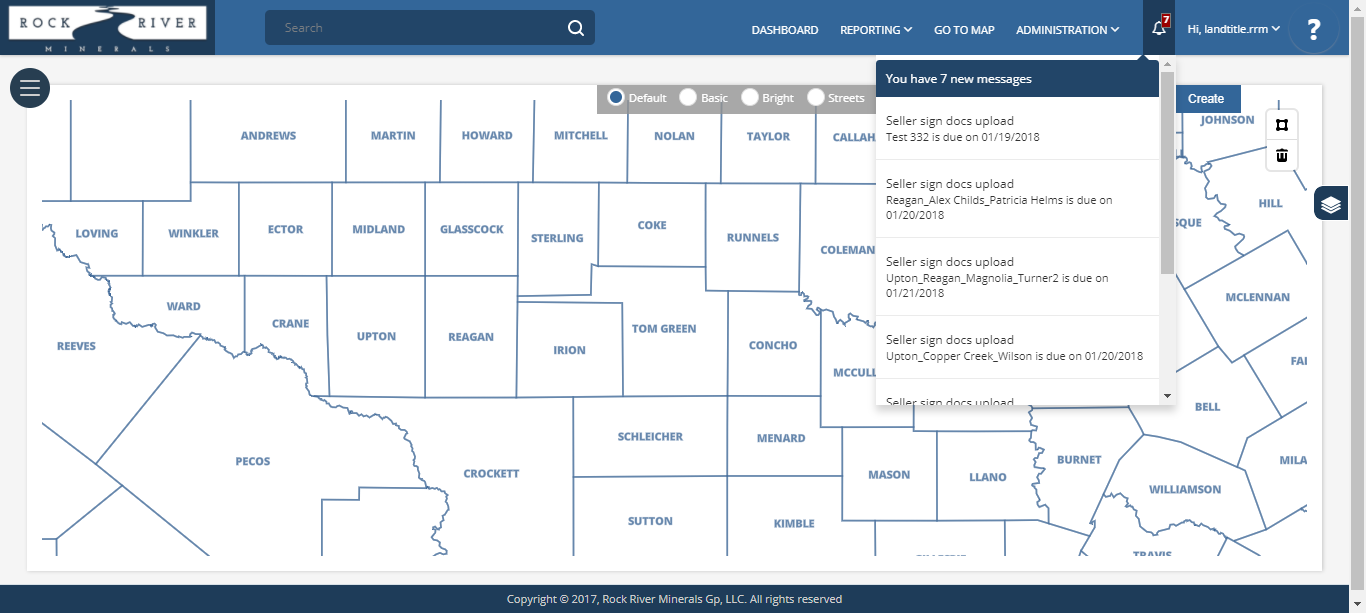 ROCK RIVER
MINERALS
Search
DASHBOARD
REPORTING
GO TO MAP
ADMINISTRATION
7
Hi, landtitle.rrm
?
You have 7 new messages
Seller sign docs upload
Test 332 is due on 01/19/2018
Seller sign docs upload
Reagan_Alex Childs_Patricia Helms is due on
01/20/2018
Seller sign docs upload
Upton_Reagan_Magnolia_Turner2 is due on
01/21/2018
Seller sign docs upload
Upton_Copper Creek_Wilson is due on 01/20/2018
Seller sign docs upload
Default
Basic
Bright
Streets
Create
ANDREWS
MARTIN
HOWARD
MITCHELL
NOLAN
TAYLOR
CALLAH
JOHNSON
LOVING
WINKLER
ECTOR
MIDLAND
GLASSCOCK
STERLING
COKE
RUNNELS
COLEMAN
SQUE
HILL
REEVES
WARD
CRANE
UPTON
REAGAN
IRION
TOM GREEN
CONCHO
MCCULL
MCLENNAN
FAI
BELL
PECOS
CROCKETT
SCHLEICHER
MENARD
MASON
LLANO
BURNET
MILA
WILLIAMSON
SUTTON
KIMBLE
TRAVIS
Copyright © 2017, Rock River Minerals Gp, LLC. All rights reserved